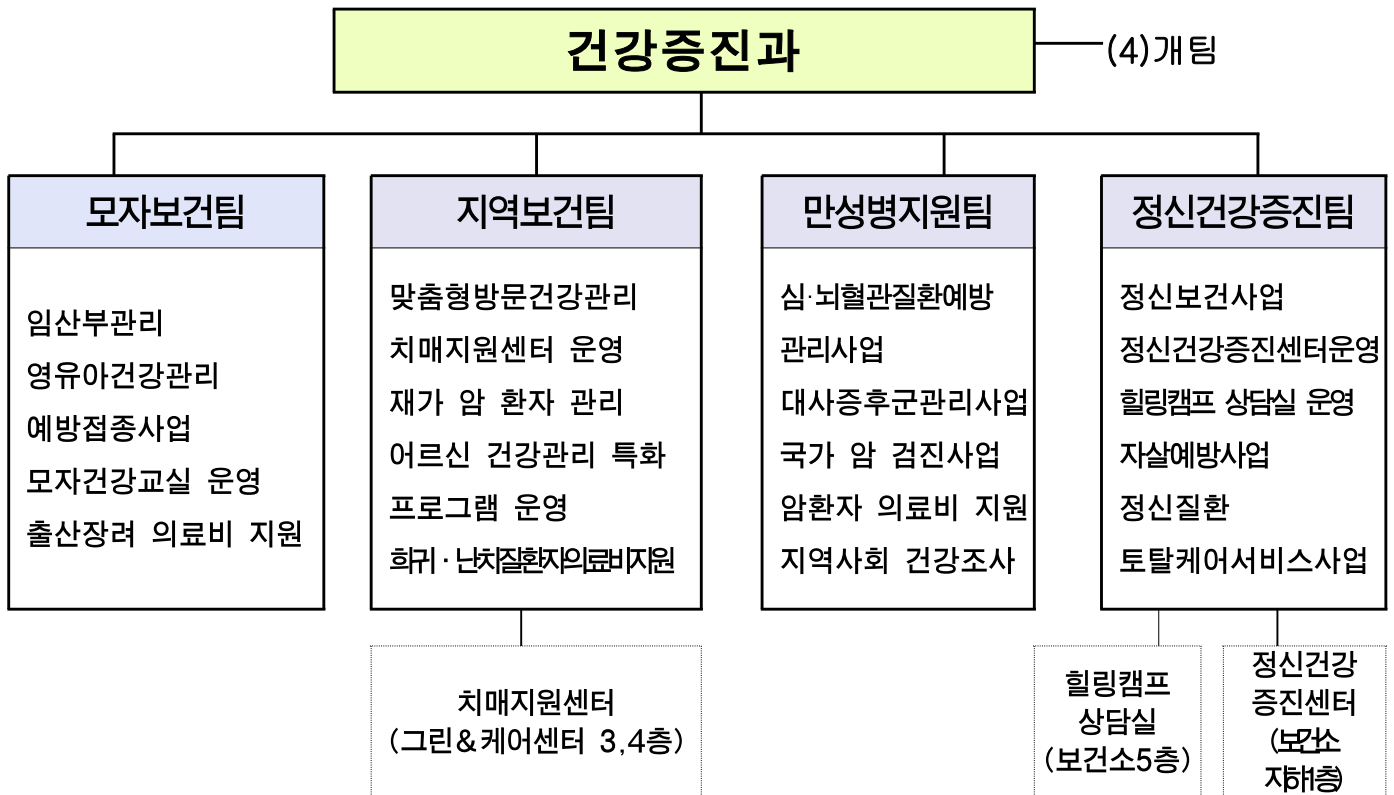 건강증진과
(4)개팀
모자보건팀
임산부관리
영유아건강관리
예방접종사업
모자건강교실 운영
출산장려 의료비 지원
지역보건팀
맞춤형방문건강관리
치매지원센터 운영
재가 암 환자 관리
어르신 건강관리 특화
프로그램 운영
희귀·난치질환자의료비지원
만성병지원팀
심·뇌혈관질환예방
관리사업
대사증후군관리사업
국가 암 검진사업
암환자 의료비 지원
지역사회 건강조사
정신건강증진팀
정신보건사업
정신건강증진센터운영
힐링캠프 상담실 운영
자살예방사업
정신질환
토탈케어서비스사업
치매지원센터
(그린&케어센터 3,4층)
힐링캠프
상담실
(보건소5층)
정신건강
증진센터
(보건소
지하1층)